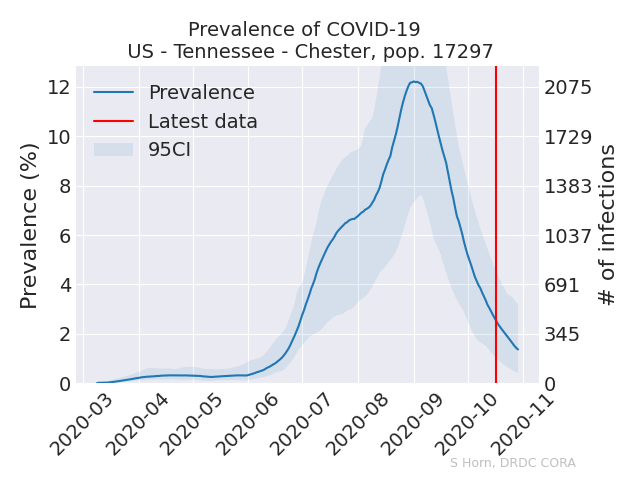 Prevalence of COVID-19
US - Tennessee - Chester, pop. 17297
Prevalence
Latest data
95CI
Prevalence (%)
12
10
8
6
4
2
0
2075
1729
1383
1037
691
345
0
# of infections
2020-03
2020-04
2020-05
2020-06
2020-07
2020-08
2020-09
2020-10
2020-11
S Horn, DRDC CORA